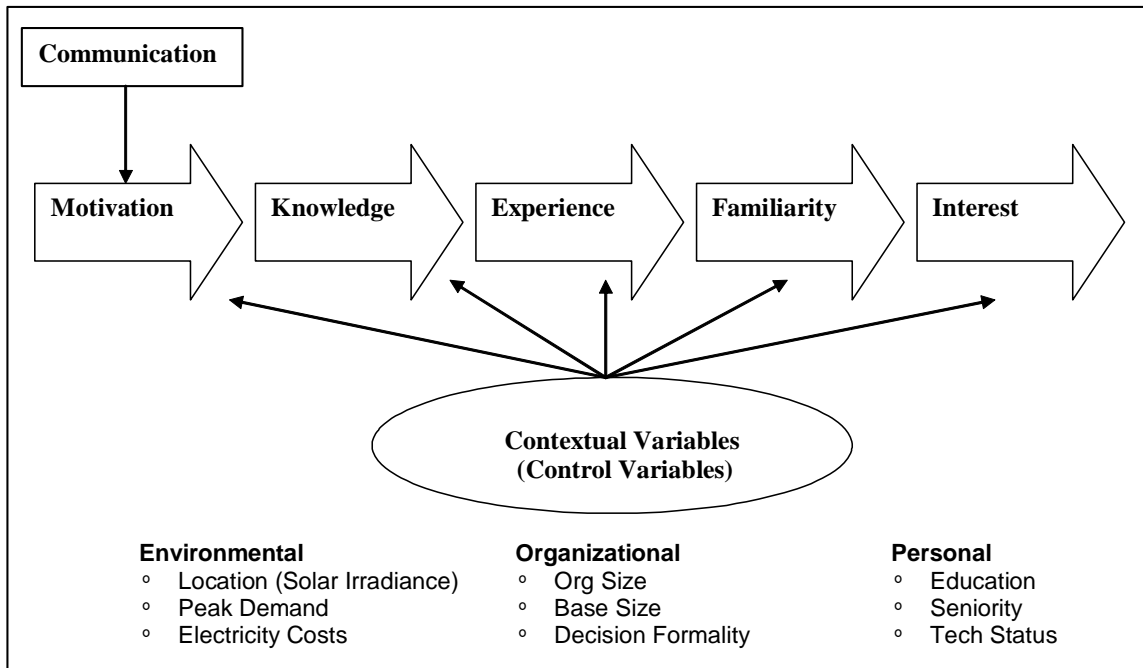 Communication
Motivation
Knowledge
Experience
Familiarity
Interest
Contextual Variables
(Control Variables)
Environmental
° Location (Solar Irradiance)
° Peak Demand
° Electricity Costs
Organizational
° Org Size
° Base Size
° Decision Formality
Personal
° Education
° Seniority
° Tech Status